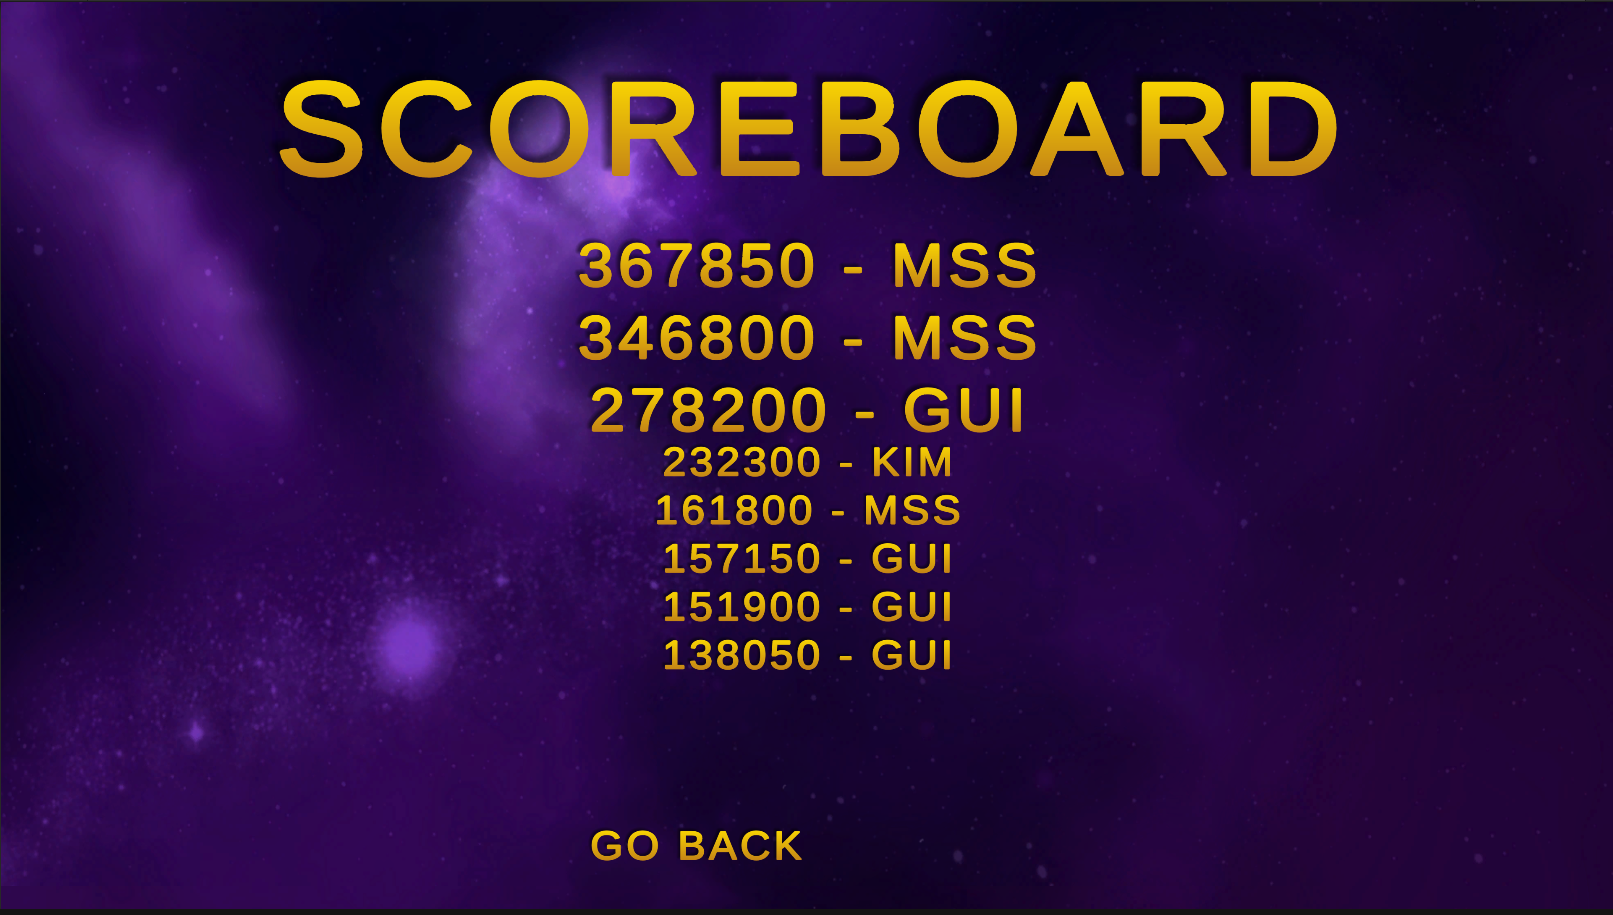 SCOREBOARD
367850 - MSS
346800 - MSS
278200 - GUI
232300 - KIM
161800 - MSS
157150 - GUI
151900 - GUI
138050 - GUI
GO BACK